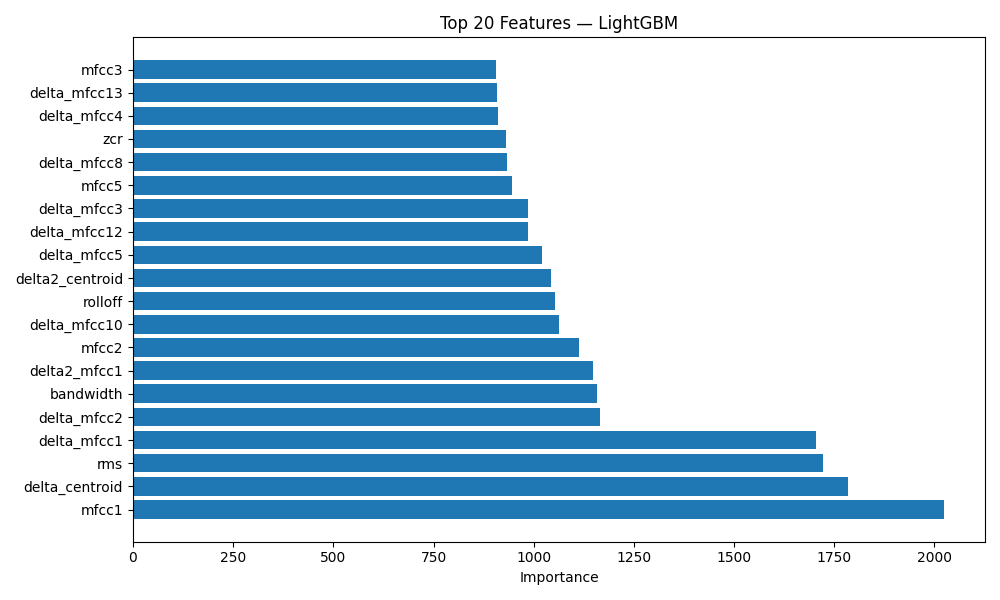 Top 20 Features — LightGBM
mfcc3
delta_mfcc13
delta_mfcc4
zcr
delta_mfcc8
mfcc5
delta_mfcc3
delta_mfcc12
delta_mfcc5
delta2_centroid
rolloff
delta_mfcc10
mfcc2
delta2_mfcc1
bandwidth
delta_mfcc2
delta_mfcc1
rms
delta_centroid
mfcc1
0 250 500 750 1000 1250 1500 1750 2000
Importance